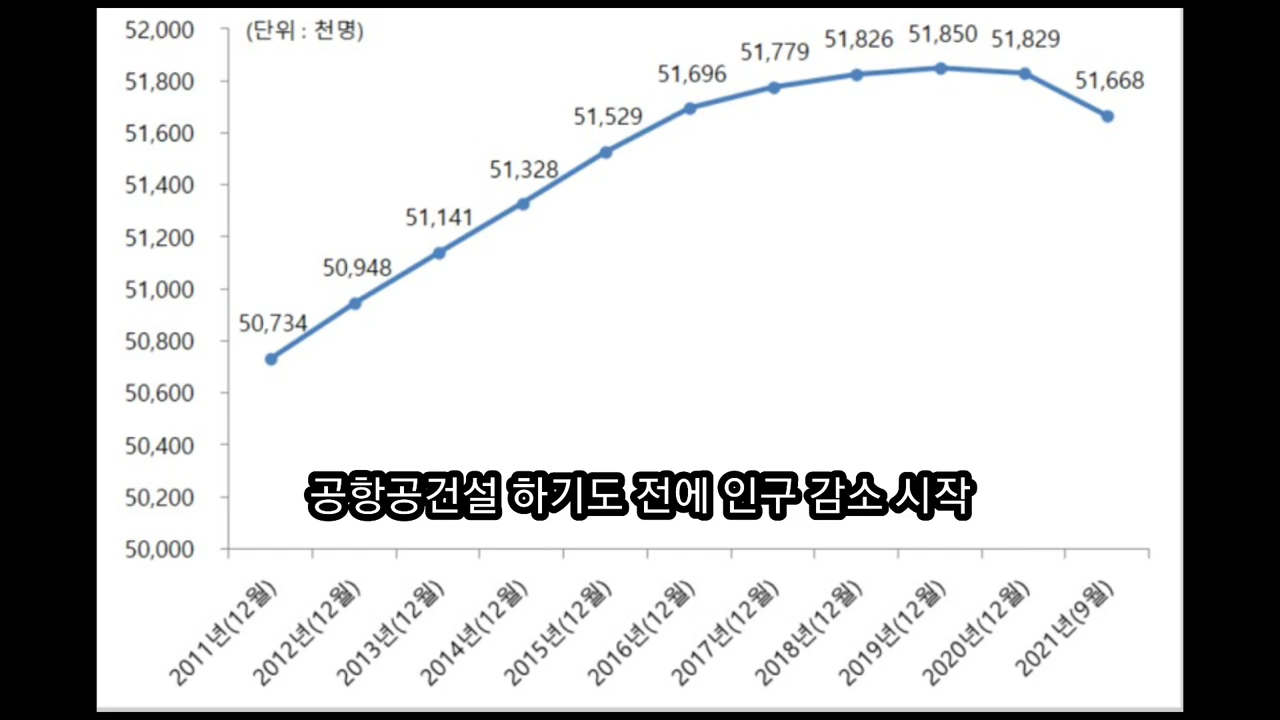 52,000
(단위 : 천명)
51,800
51,600
51,400
51,200
51,000
50,800
50,600
50,400
50,200
50,000
50,734
50,948
51,141
51,328
51,529
51,696
51,779
51,826
51,850
51,829
51,668
공항공건설 하기도 전에 인구 감소 시작
2011년(12월)
2012년(12월)
2013년(12월)
2014년(12월)
2015년(12월)
2016년(12월)
2017년(12월)
2018년(12월)
2019년(12월)
2020년(12월)
2021년(9월)